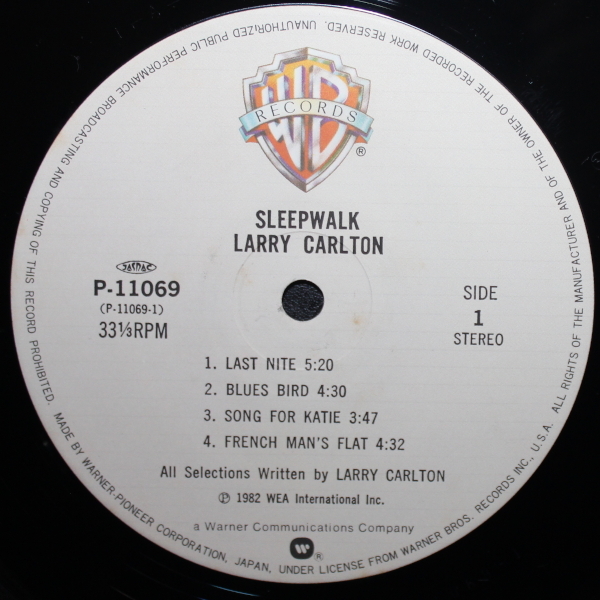 UNAUTHORIZED PUBLIC PERFORMANCE BROADCASTING AND COPYING OF THIS RECORD PROHIBITED. MADE BY WARNER-PIONEER CORPORATION, JAPAN, UNDER LICENSE FROM WARNER BROS. RECORDS INC., U.S.A. ALL RIGHTS OF THE MANUFACTURER AND OF THE OWNER OF THE RECORDED WORK RESERVED.
WB
RECORDS
®
SLEEPWALK
LARRY CARLTON
JASRAC
P-11069
(P-11069-1)
33⅓RPM
SIDE
1
STEREO
1. LAST NITE 5:20
2. BLUES BIRD 4:30
3. SONG FOR KATIE 3:47
4. FRENCH MAN'S FLAT 4:32
All Selections Written by LARRY CARLTON
℗ 1982 WEA International Inc.
a Warner Communications Company
®